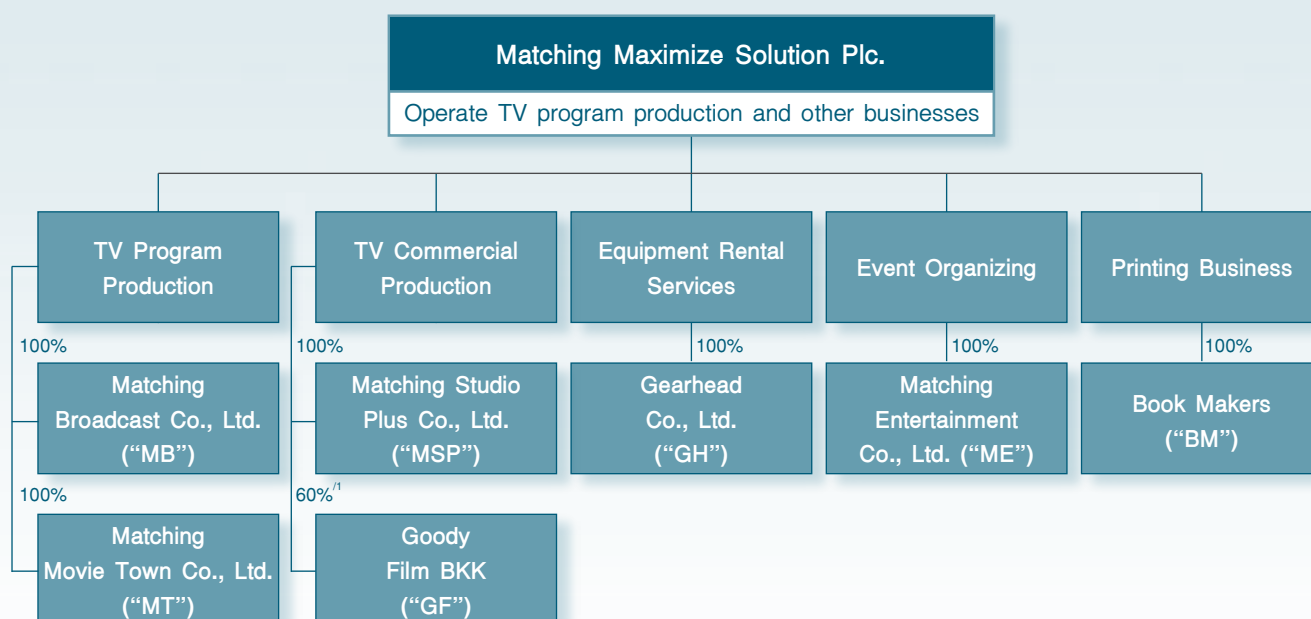 Matching Maximize Solution Plc.
Operate TV program production and other businesses
TV Program
Production
TV Commercial
Production
Equipment Rental
Services
Event Organizing
Printing Business
100%
100%
100%
100%
100%
Matching
Broadcast Co., Ltd.
(“MB”)
Matching Studio
Plus Co., Ltd.
(“MSP”)
Gearhead
Co., Ltd.
(“GH”)
Matching
Entertainment
Co., Ltd. (“ME”)
Book Makers
(“BM”)
100%
60%/1
Matching
Movie Town Co., Ltd.
(“MT”)
Goody
Film BKK
(“GF”)